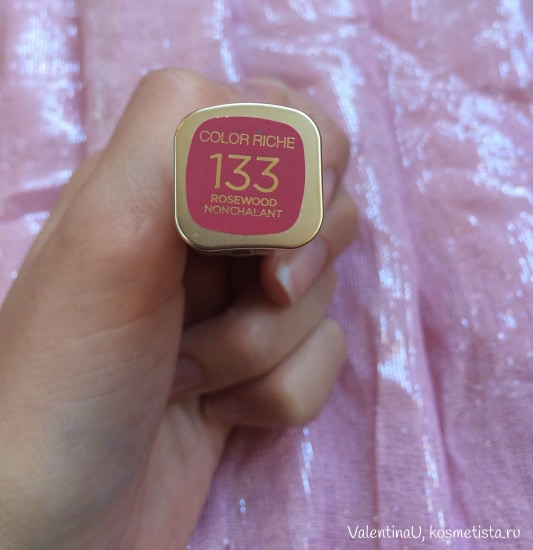 COLOR RICHE
133
ROSEWOOD
NONCHALANT
ValentinaU, kosmetista.ru